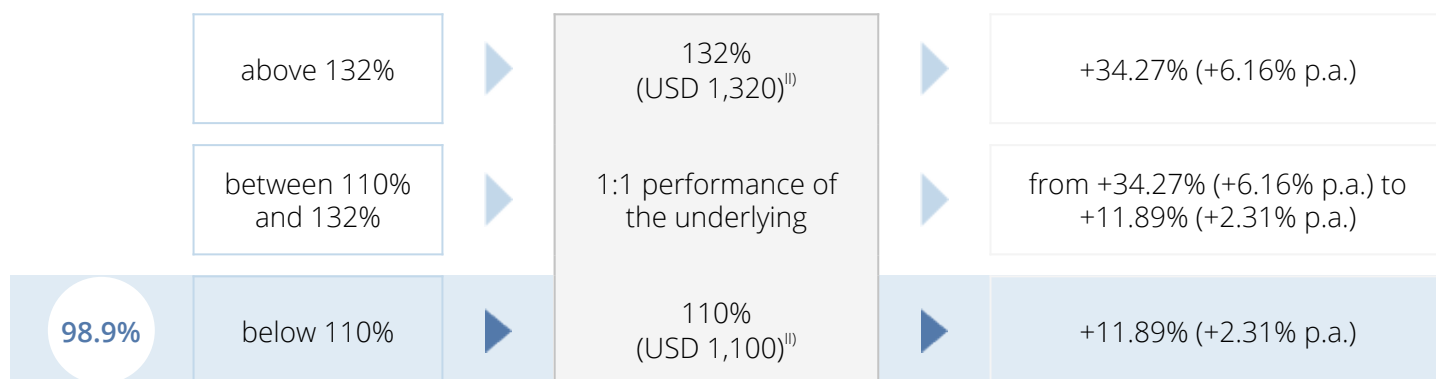 above 132%
132%
(USD 1,320)II)
+34.27% (+6.16% p.a.)
between 110%
and 132%
1:1 performance of
the underlying
from +34.27% (+6.16% p.a.) to
+11.89% (+2.31% p.a.)
98.9%
below 110%
110%
(USD 1,100)II)
+11.89% (+2.31% p.a.)